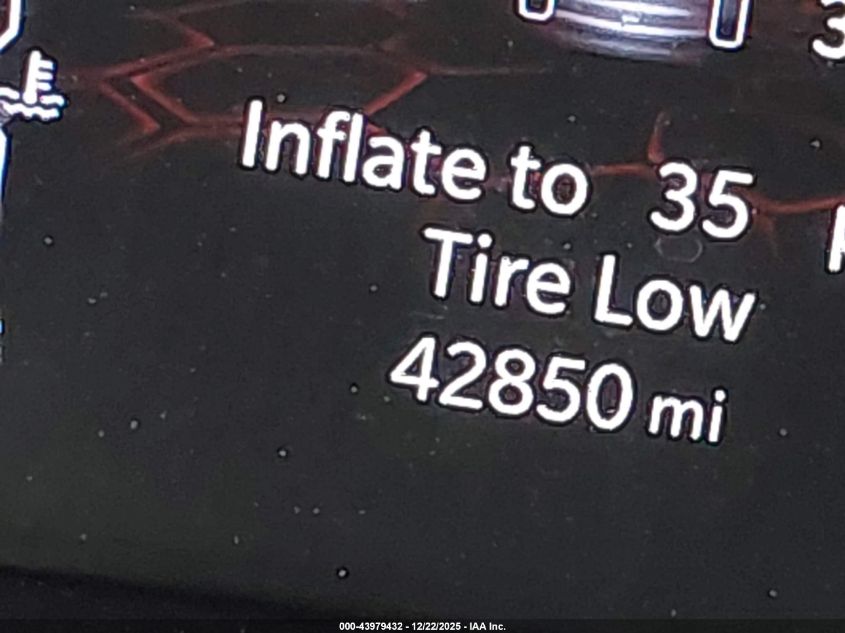 Inflate to 35
Tire Low
42850 mi
000-43979432 - 12/22/2025 - IAA Inc.